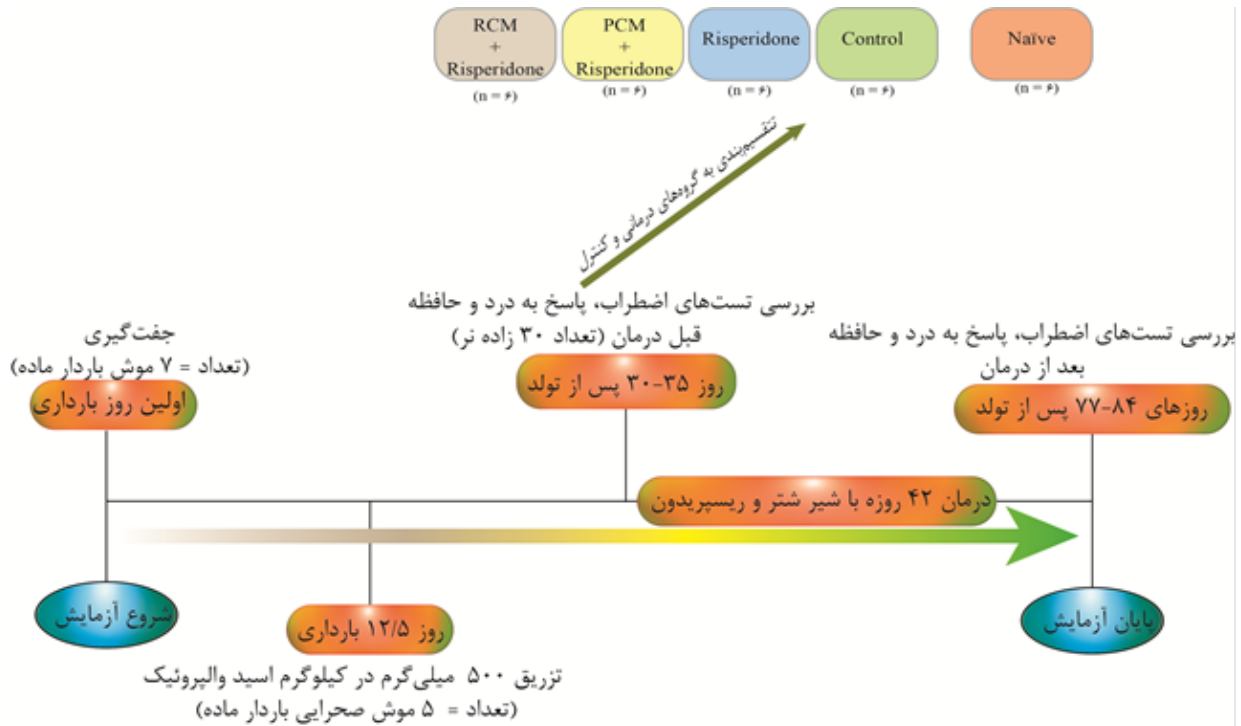 RCM
+
Risperidone
(n = ۶)
PCM
+
Risperidone
(n = ۶)
Risperidone
(n = ۶)
Control
(n = ۶)
Naïve
(n = ۶)
تقسیم‌بندی به گروه‌های درمانی و کنترل
بررسی تست‌های اضطراب، پاسخ به درد و حافظه
قبل درمان (تعداد ۳۰ زاده نر)
روز ۳۵-۳۰ پس از تولد
جفت‌گیری
(تعداد = ۷ موش باردار ماده)
اولین روز بارداری
بررسی تست‌های اضطراب، پاسخ به درد و حافظه
بعد از درمان
روزهای ۸۴-۷۷ پس از تولد
درمان ۴۲ روزه با شیر شتر و ریسپریدون
شروع آزمایش
روز ۱۲/۵ بارداری
تزریق ۵۰۰ میلی‌گرم در کیلوگرم اسید والپروئیک
(تعداد = ۵ موش صحرایی باردار ماده)
پایان آزمایش